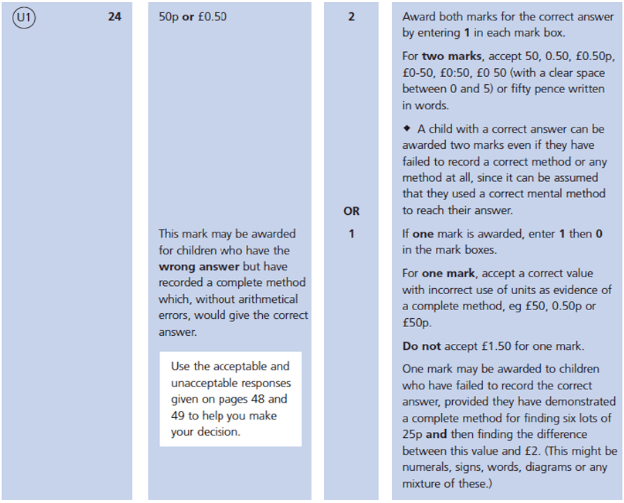 U1
24
50p or £0.50
2
Award both marks for the correct answer
by entering 1 in each mark box.
For two marks, accept 50, 0.50, £0.50p,
£0-50, £0:50, £0 50 (with a clear space
between 0 and 5) or fifty pence written
in words.
◆ A child with a correct answer can be
awarded two marks even if they have
failed to record a correct method or any
method at all, since it can be assumed
that they used a correct mental method
to reach their answer.
OR
This mark may be awarded
for children who have the
wrong answer but have
recorded a complete method
which, without arithmetical
errors, would give the correct
answer.
Use the acceptable and
unacceptable responses
given on pages 48 and
49 to help you make
your decision.
1
If one mark is awarded, enter 1 then 0
in the mark boxes.
For one mark, accept a correct value
with incorrect use of units as evidence of
a complete method, eg £50, 0.50p or
£50p.
Do not accept £1.50 for one mark.
One mark may be awarded to children
who have failed to record the correct
answer, provided they have demonstrated
a complete method for finding six lots of
25p and then finding the difference
between this value and £2. (This might be
numerals, signs, words, diagrams or any
mixture of these.)